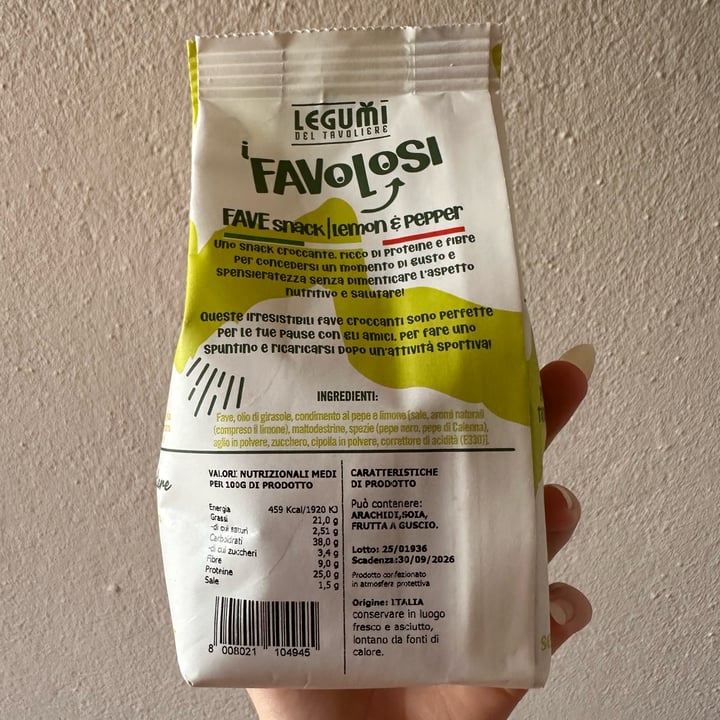 LEGUMI
DEL TAVOLIERE
i FAVOLOSI
FAVE snack | Lemon & Pepper
Uno snack croccante, ricco di proteine e fibre
per concedersi un momento di gusto e
spensieratezza senza dimenticare l'aspetto
nutritivo e salutare!
Queste irresistibili fave croccanti sono perfette
per le tue pause con gli amici, per fare uno
spuntino e ricaricarsi dopo un'attività sportiva!
INGREDIENTI:
Fave, olio di girasole, condimento al pepe e limone [sale, aromi naturali
(compreso il limone), maltodestrine, spezie (pepe nero, pepe di Caienna),
aglio in polvere, zucchero, cipolla in polvere, correttore di acidità (E330)].
VALORI NUTRIZIONALI MEDI
PER 100G DI PRODOTTO
Energia 459 Kcal/1920 KJ
Grassi 21,0 g
-di cui saturi 2,51 g
Carboidrati 38,0 g
-di cui zuccheri 3,4 g
Fibre 9,0 g
Proteine 25,0 g
Sale 1,5 g
8 008021 104945
CARATTERISTICHE
DI PRODOTTO
Può contenere:
ARACHIDI,SOIA,
FRUTTA A GUSCIO.
Lotto: 25/01936
Scadenza:30/09/2026
Prodotto confezionato
in atmosfera protettiva
Origine: ITALIA
conservare in luogo
fresco e asciutto,
lontano da fonti di
calore.